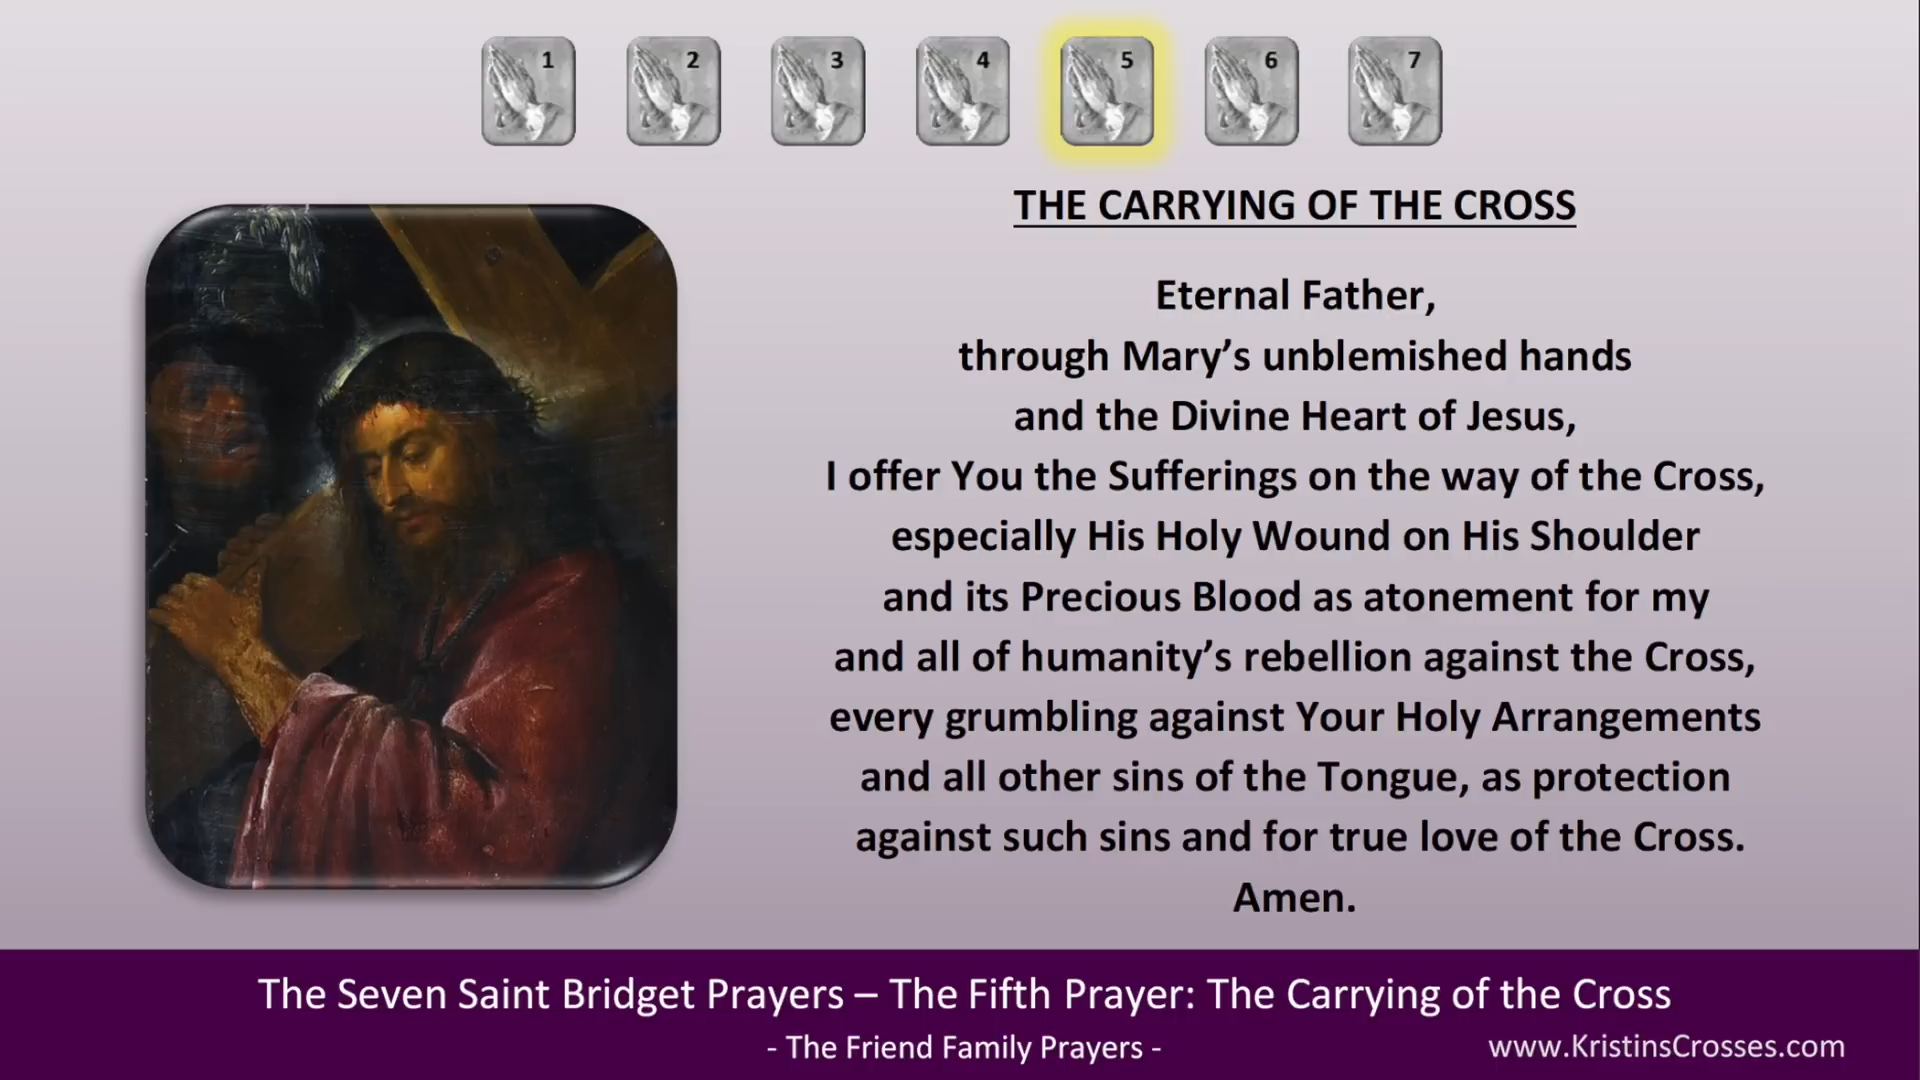 1 2 3 4 5 6 7
THE CARRYING OF THE CROSS
Eternal Father,
through Mary’s unblemished hands
and the Divine Heart of Jesus,
I offer You the Sufferings on the way of the Cross,
especially His Holy Wound on His Shoulder
and its Precious Blood as atonement for my
and all of humanity’s rebellion against the Cross,
every grumbling against Your Holy Arrangements
and all other sins of the Tongue, as protection
against such sins and for true love of the Cross.
Amen.
The Seven Saint Bridget Prayers – The Fifth Prayer: The Carrying of the Cross
- The Friend Family Prayers -
www.KristinsCrosses.com